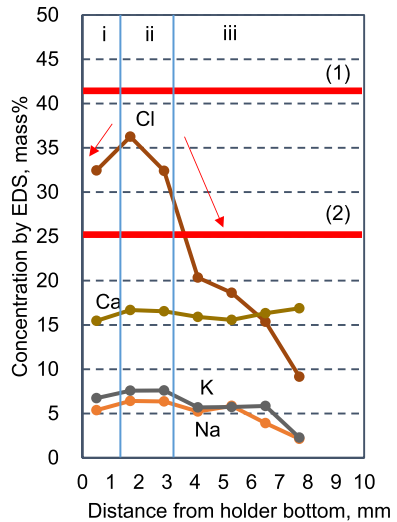 50
i ii iii
45
(1)
40
Cl
35
30
(2)
25
20
Ca
15
10
K
5
Na
0
0 1 2 3 4 5 6 7 8 9 10
Distance from holder bottom, mm
Concentration by EDS, mass%